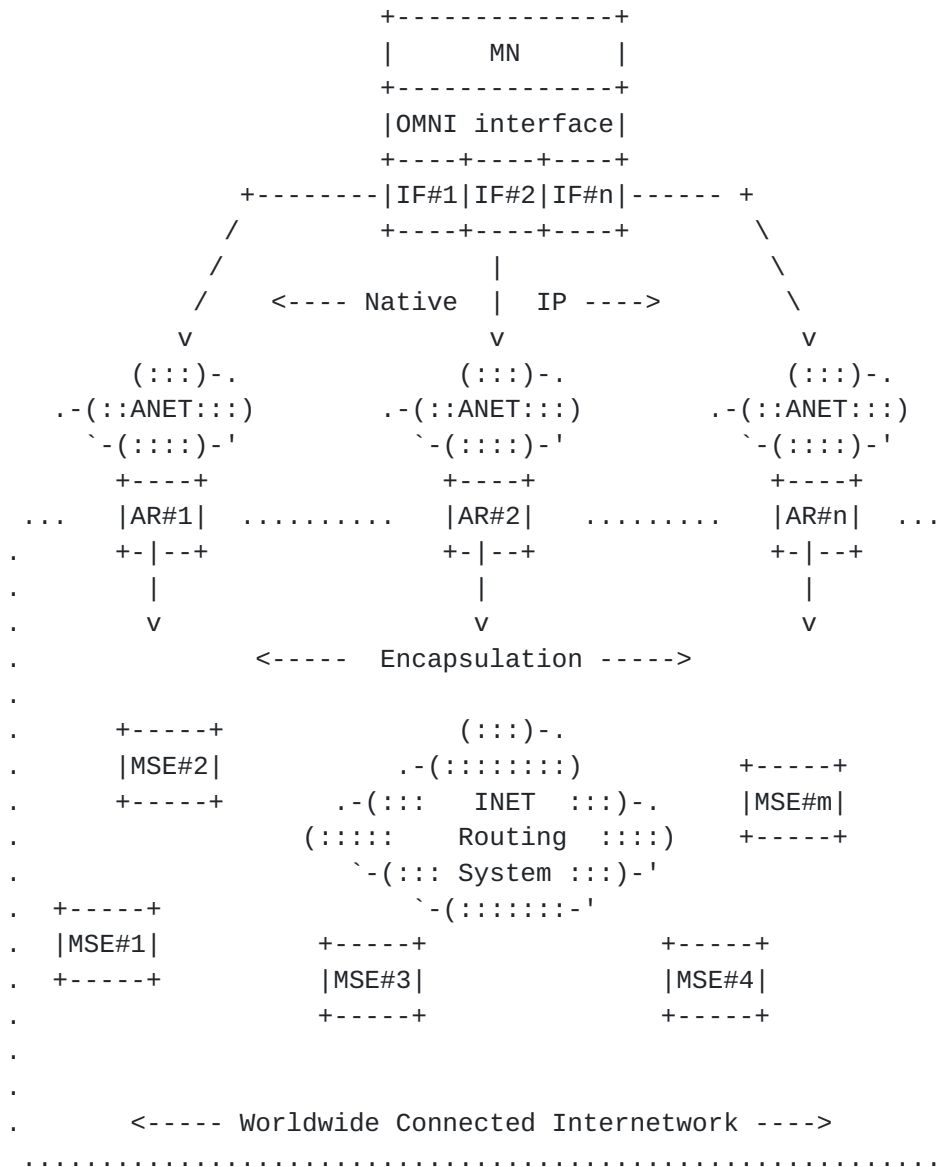 +--------------+
                        |      MN      |
                        +--------------+
                        |OMNI interface|
                        +----+----+----+
               +--------|IF#1|IF#2|IF#n|------ +
              /         +----+----+----+        \
             /                 |                 \
            /    <---- Native  |  IP ---->        \
           v                   v                   v
        (:::)-.              (:::)-.              (:::)-.
   .-(::ANET:::)        .-(::ANET:::)        .-(::ANET:::)
     `-(::::)-'           `-(::::)-'           `-(::::)-'
       +----+               +----+               +----+
 ...   |AR#1|  ..........   |AR#2|   .........   |AR#n|  ...
.      +-|--+               +-|--+               +-|--+
.        |                    |                    |
.        v                    v                    v
.               <-----  Encapsulation ----->
.
.      +-----+               (:::)-.
.      |MSE#2|           .-(::::::::)          +-----+
.      +-----+       .-(:::   INET  :::)-.     |MSE#m|
.                  (:::::    Routing  ::::)    +-----+
.                     `-(::: System :::)-'
.  +-----+                `-(:::::::-'
.  |MSE#1|          +-----+               +-----+
.  +-----+          |MSE#3|               |MSE#4|
.                   +-----+               +-----+
.
.
.       <----- Worldwide Connected Internetwork ---->
 ...........................................................